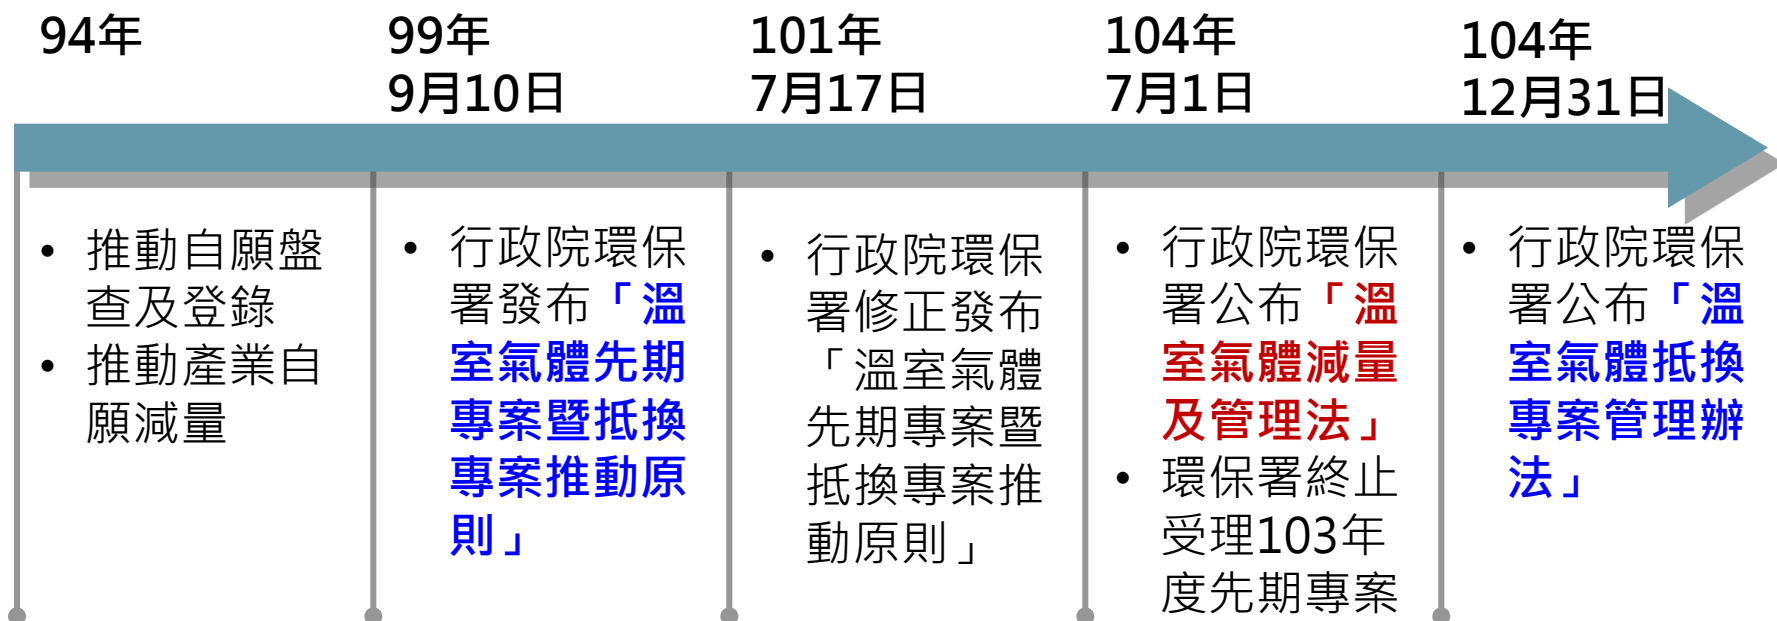 94年
99年
9月10日
101年
7月17日
104年
7月1日
104年
12月31日
• 推動自願盤
查及登錄
• 推動產業自
願減量
• 行政院環保
署發布「溫
室氣體先期
專案暨抵換
專案推動原
則」
• 行政院環保
署修正發布
「溫室氣體
先期專案暨
抵換專案推
動原則」
• 行政院環保
署公布「溫
室氣體減量
及管理法」
• 環保署終止
受理103年
度先期專案
• 行政院環保
署公布「溫
室氣體抵換
專案管理辦
法」